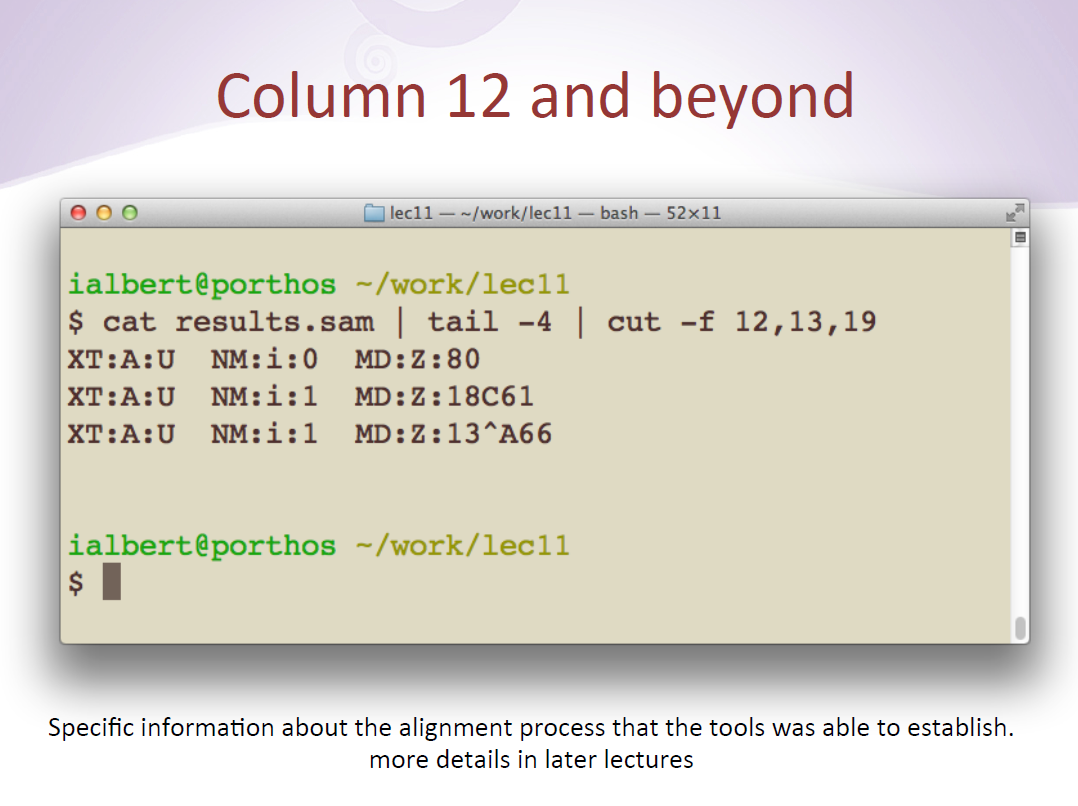 Column 12 and beyond
lec11 — ~/work/lec11 — bash — 52×11
ialbert@porthos ~/work/lec11
$ cat results.sam | tail -4 | cut -f 12,13,19
XT:A:U NM:i:0 MD:Z:80
XT:A:U NM:i:1 MD:Z:18C61
XT:A:U NM:i:1 MD:Z:13^A66
ialbert@porthos ~/work/lec11
$
Specific information about the alignment process that the tools was able to establish.
more details in later lectures